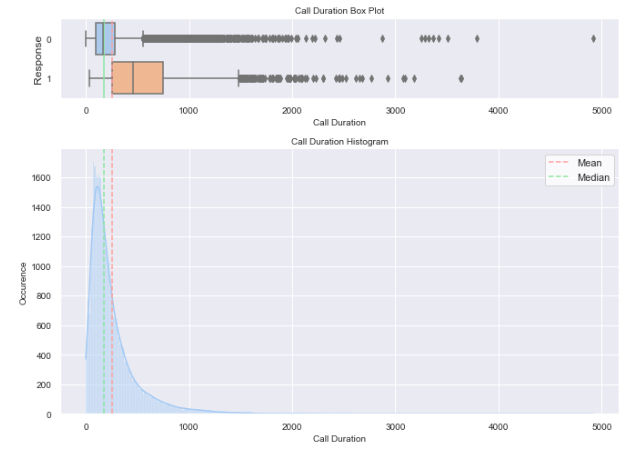 Call Duration Box Plot
Response
0
1
0 1000 2000 3000 4000 5000
Call Duration
Call Duration Histogram
Mean
Median
Occurence
1600
1400
1200
1000
800
600
400
200
0
0 1000 2000 3000 4000 5000
Call Duration